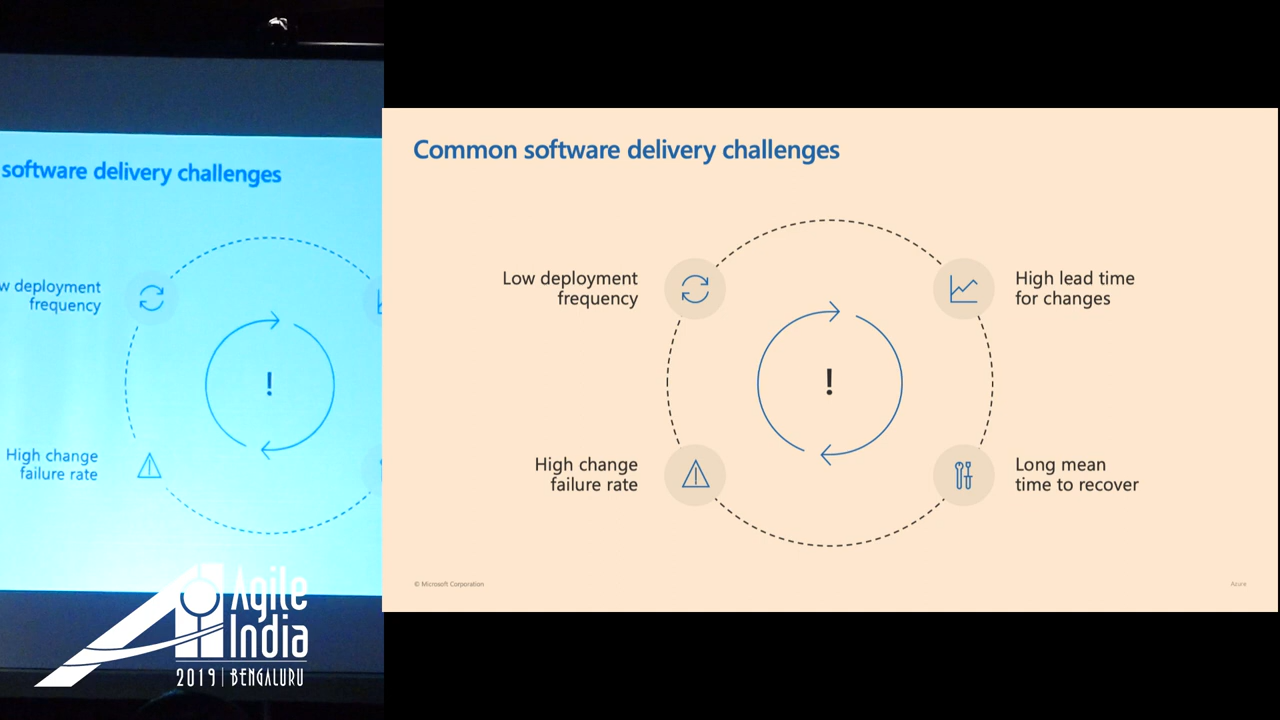 software delivery challenges
w deployment
frequency
High change
failure rate
Agile
India
2019 | BENGALURU
Common software delivery challenges
Low deployment
frequency
High lead time
for changes
!
High change
failure rate
Long mean
time to recover
© Microsoft Corporation
Azure
!